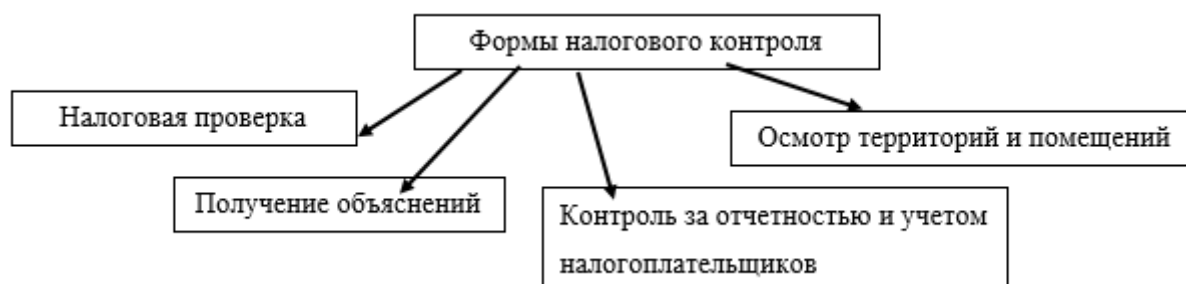 Формы налогового контроля
Налоговая проверка
Осмотр территорий и помещений
Получение объяснений
Контроль за отчетностью и учетом
налогоплательщиков